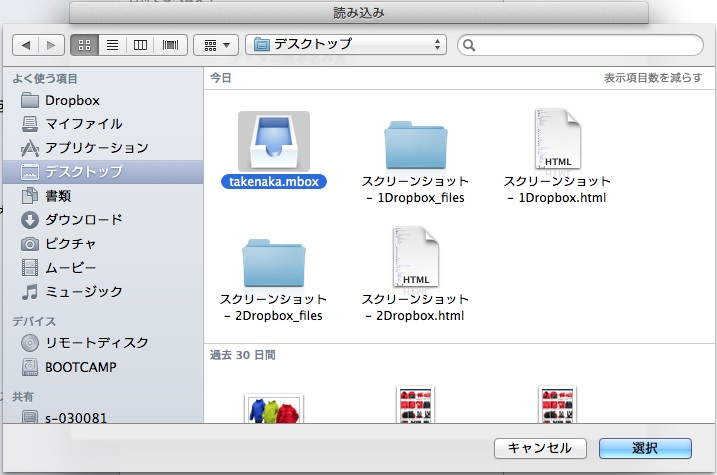 読み込み
デスクトップ
よく使う項目
Dropbox
マイファイル
アプリケーション
デスクトップ
書類
ダウンロード
ピクチャ
ムービー
ミュージック
デバイス
リモートディスク
BOOTCAMP
共有
s-030081
今日
表示項目数を減らす
takenaka.mbox
スクリーンショット
- 1Dropbox_files
HTML
スクリーンショット
- 1Dropbox.html
スクリーンショット
- 2Dropbox_files
HTML
スクリーンショット
- 2Dropbox.html
過去 30 日間
キャンセル
選択